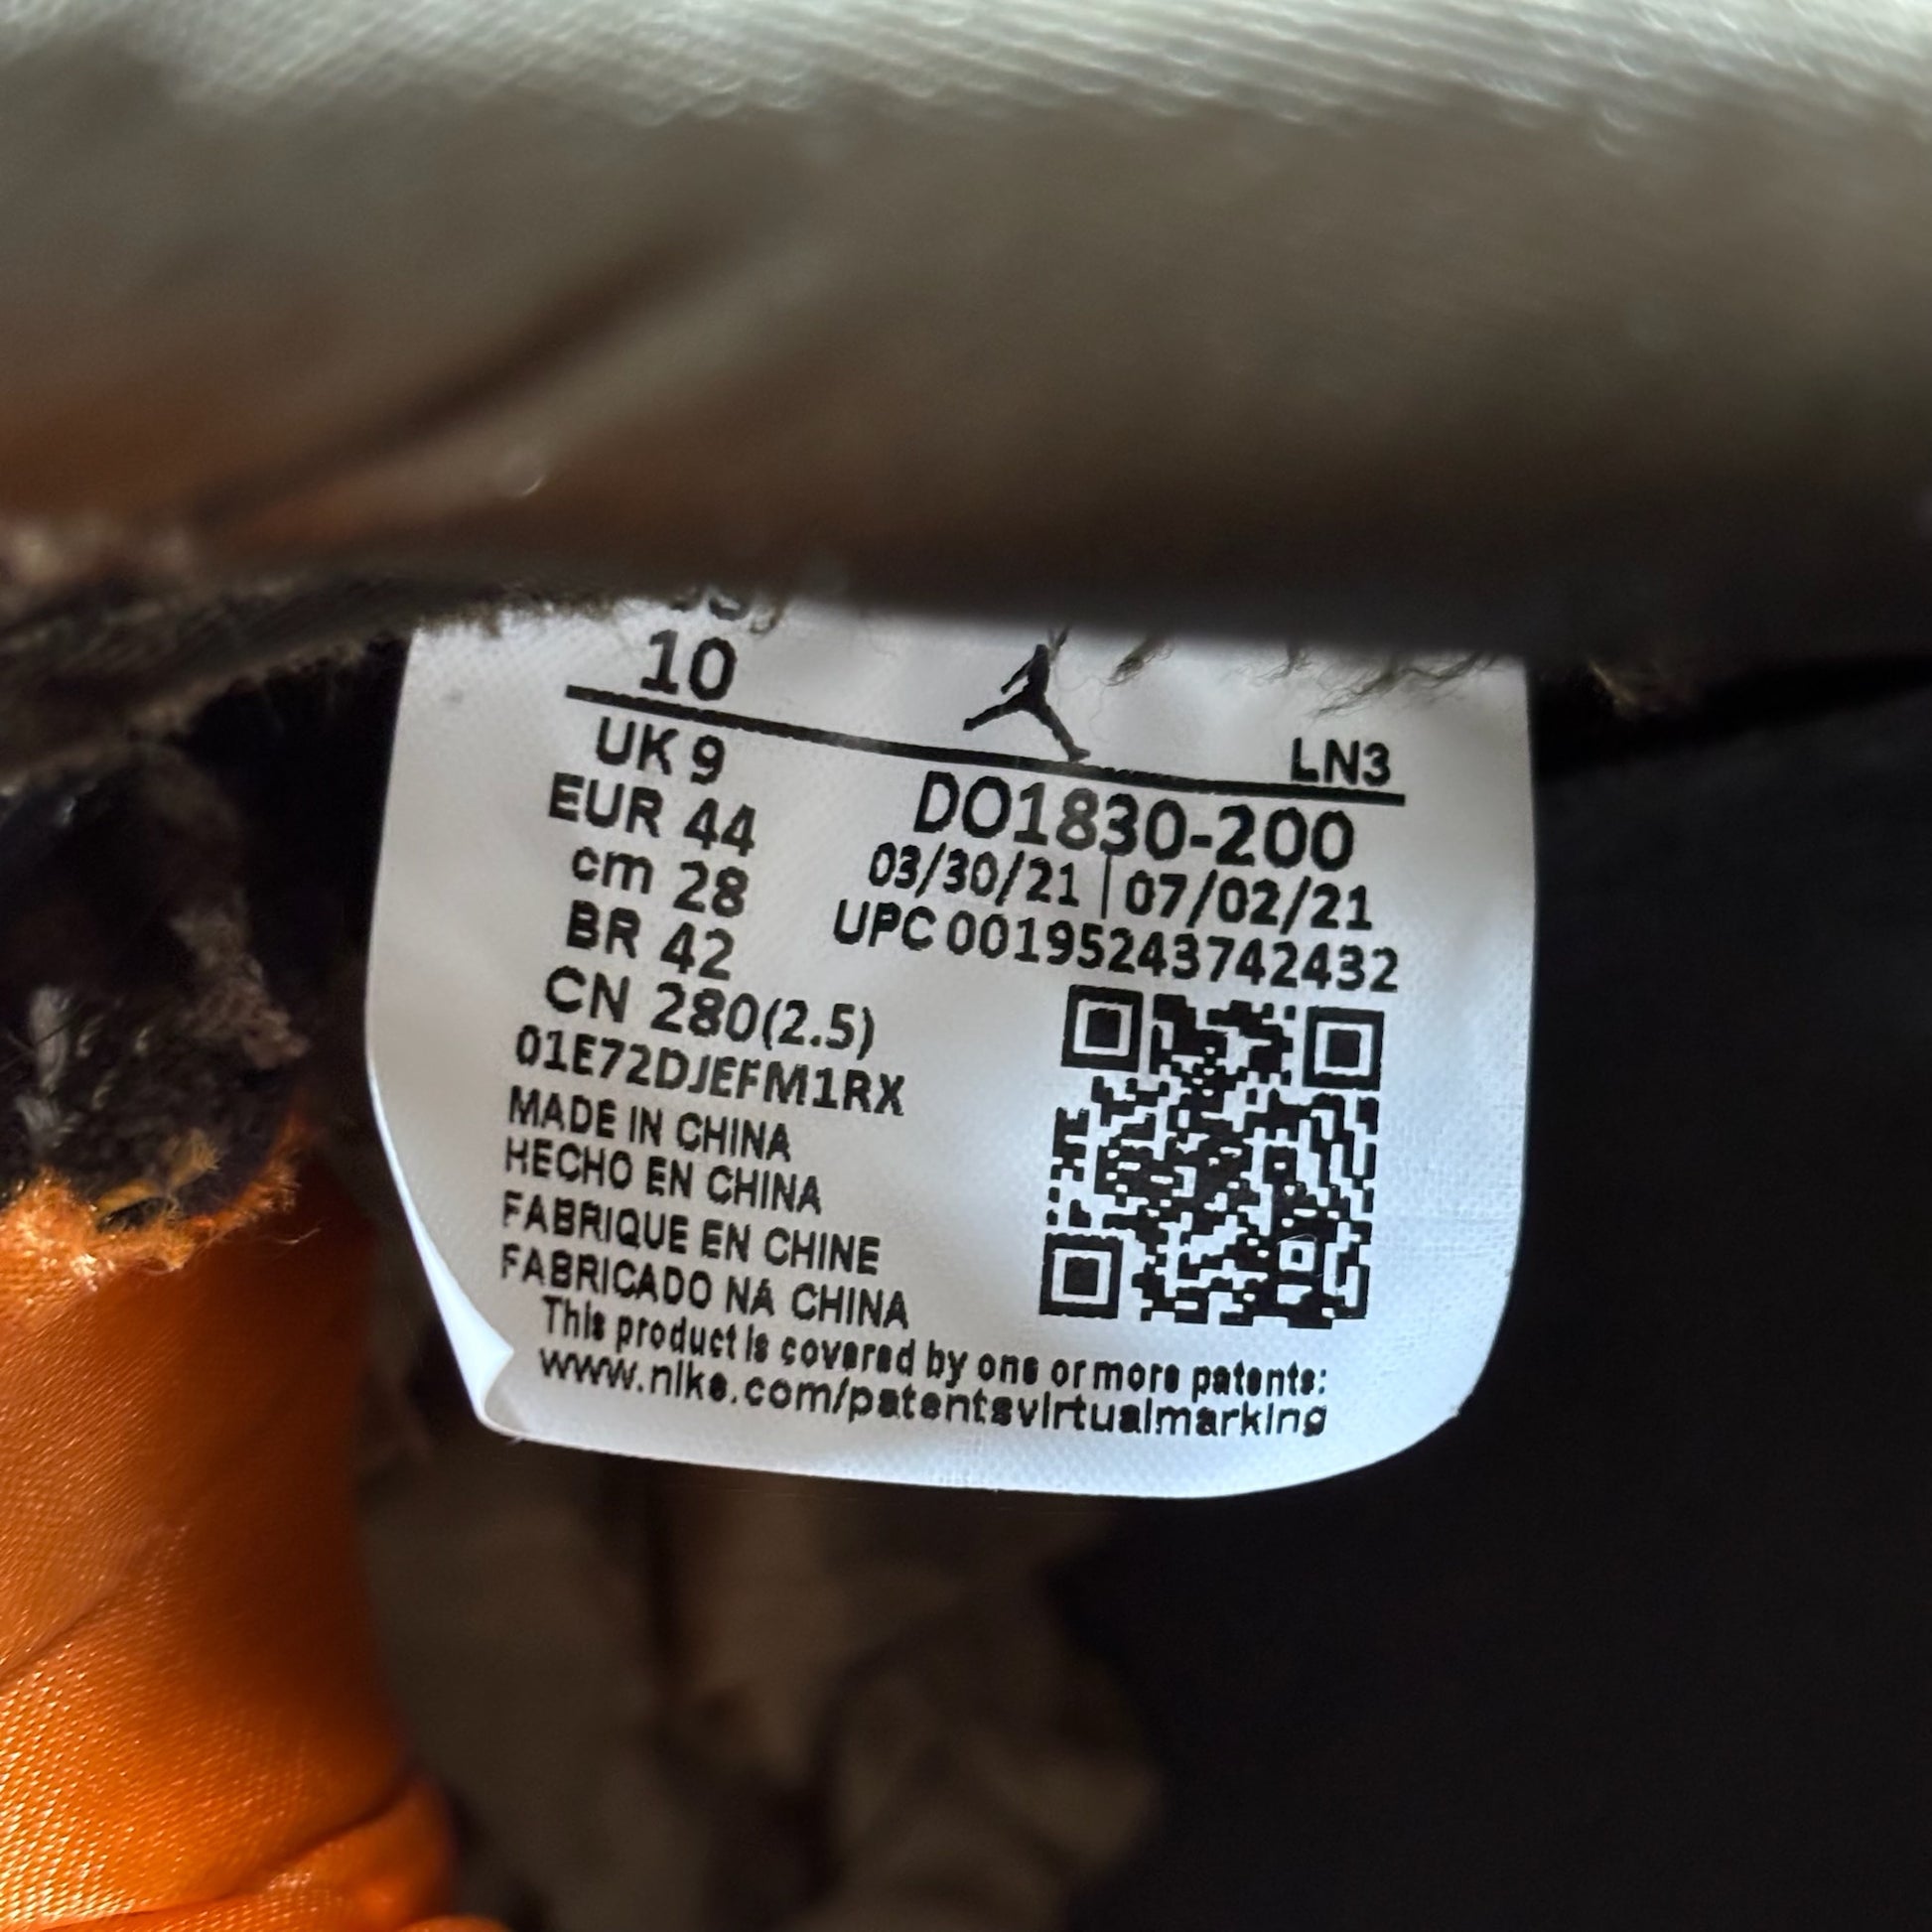 10
LN3
UK 9
EUR 44
cm 28
BR 42
CN 280(2.5)
DO1830-200
03/30/21 | 07/02/21
UPC 00195243742432
01E72DJEFM1RX
MADE IN CHINA
HECHO EN CHINA
FABRIQUE EN CHINE
FABRICADO NA CHINA
This product is covered by one or more patents:
www.nike.com/patentsvirtualmarking